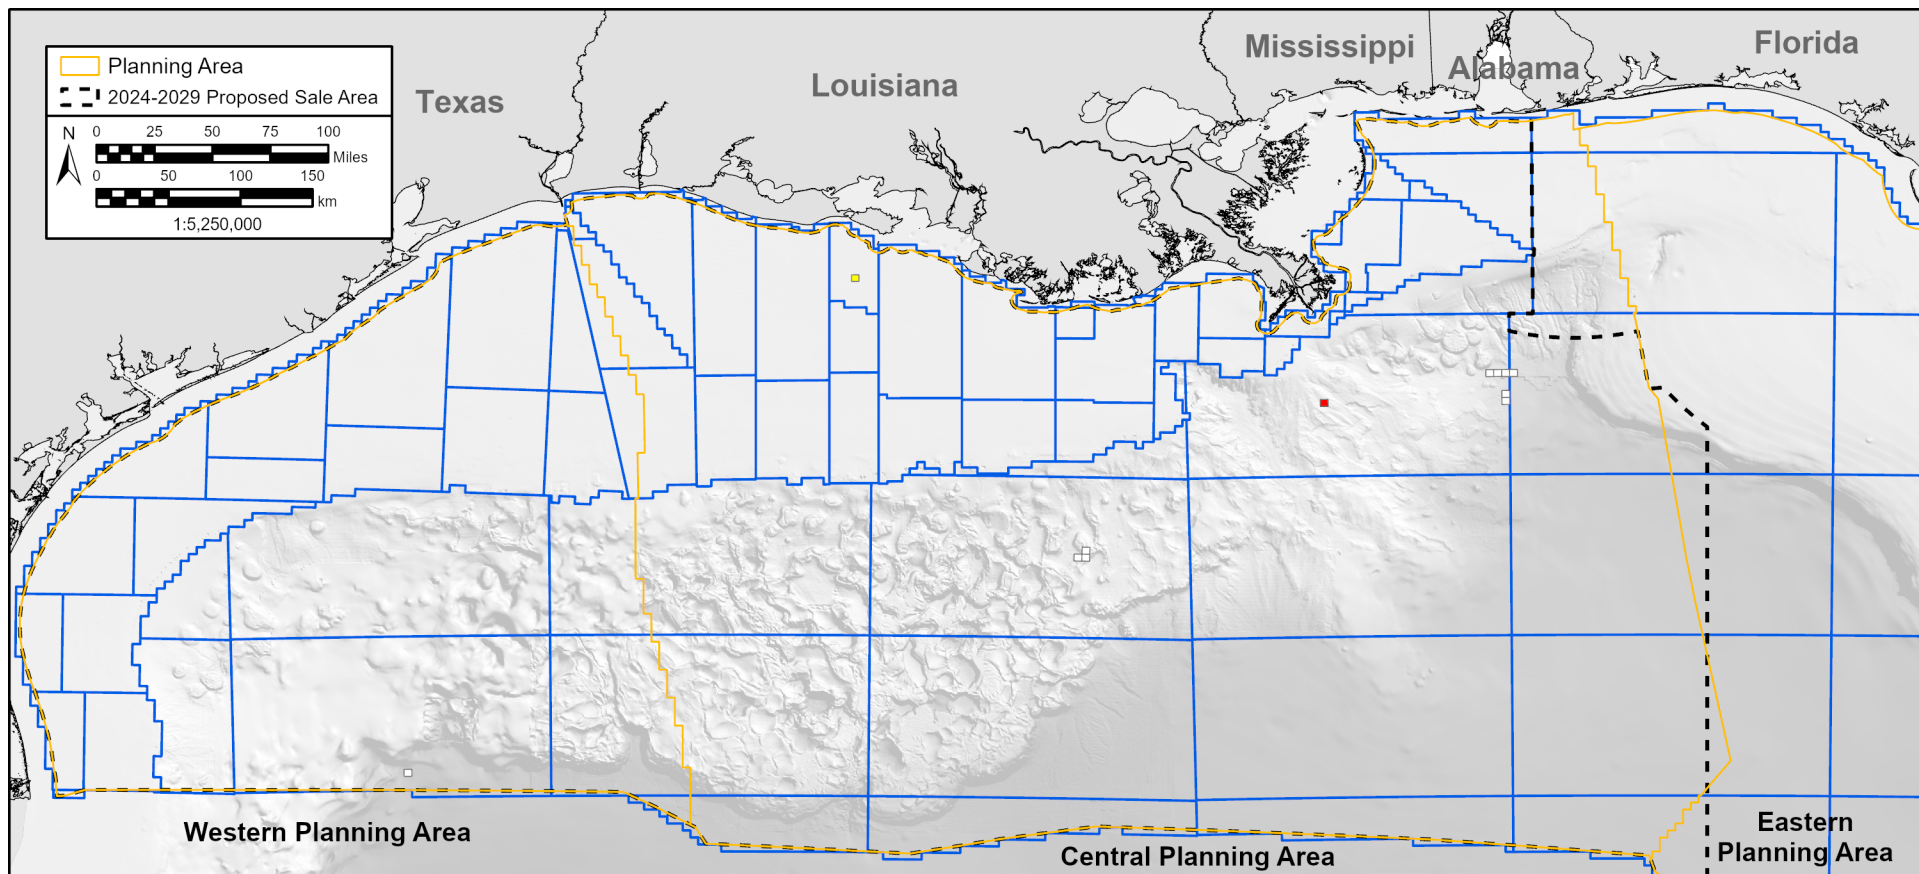 Mississippi
Florida
Alabama
Louisiana
Texas
Planning Area
2024-2029 Proposed Sale Area
N
0 25 50 75 100
Miles
0 50 100 150
km
1:5,250,000
Western Planning Area
Central Planning Area
Eastern
Planning Area